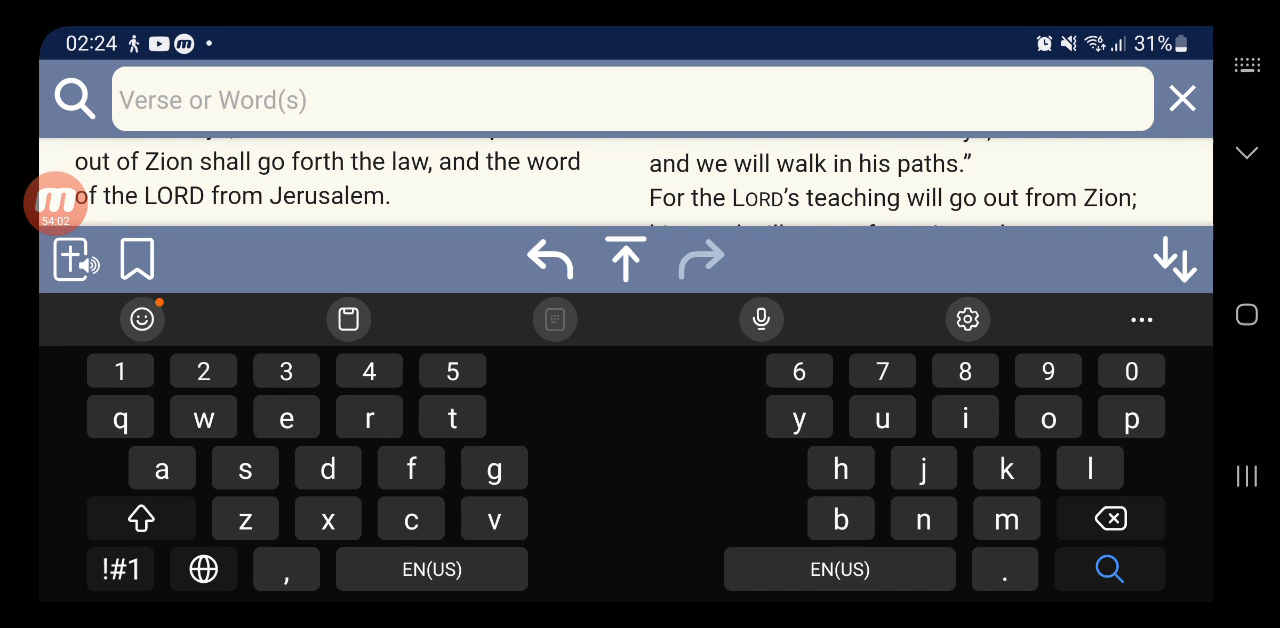 02:24 31%
Verse or Word(s)
out of Zion shall go forth the law, and the word
of the LORD from Jerusalem.
and we will walk in his paths.”
For the LORD’s teaching will go out from Zion;
m
54:02
1 2 3 4 5 6 7 8 9 0
q w e r t y u i o p
a s d f g h j k l
z x c v b n m
!#1 , EN(US) EN(US) .